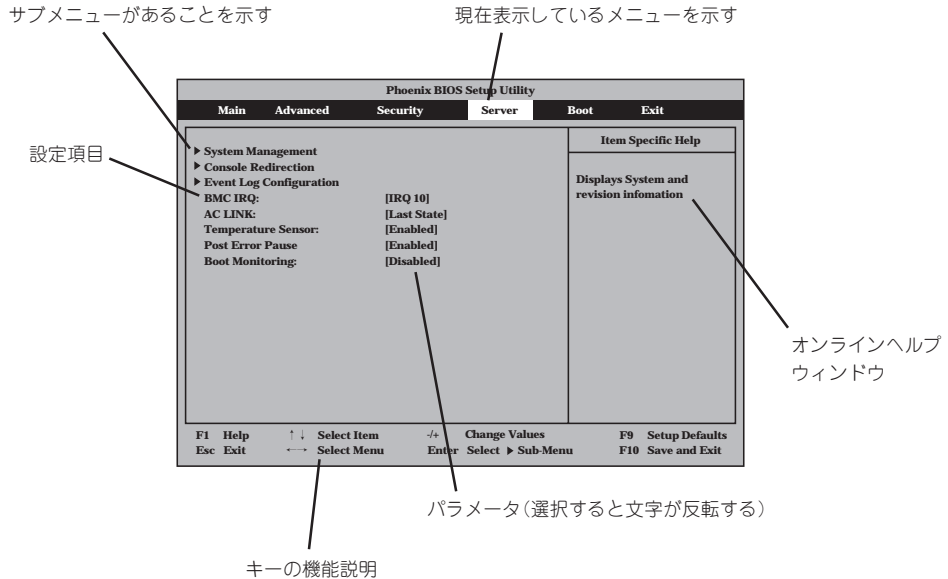 サブメニューがあることを示す
現在表示しているメニューを示す
Phoenix BIOS Setup Utility
Main Advanced Security Server Boot Exit
設定項目
▶ System Management
▶ Console Redirection
▶ Event Log Configuration
BMC IRQ: [IRQ 10]
AC LINK: [Last State]
Temperature Sensor: [Enabled]
Post Error Pause [Enabled]
Boot Monitoring: [Disabled]
Item Specific Help
Displays System and
revision infomation
オンラインヘルプ
ウィンドウ
F1 Help ↑↓ Select Item -/+ Change Values F9 Setup Defaults
Esc Exit ←→ Select Menu Enter Select ▶ Sub-Menu F10 Save and Exit
パラメータ(選択すると文字が反転する)
キーの機能説明